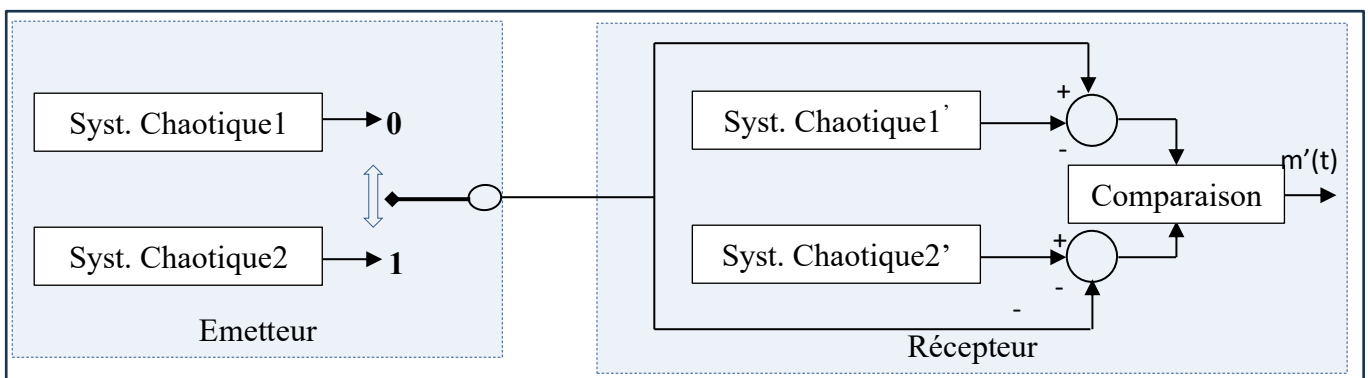 Syst. Chaotique1
0
Syst. Chaotique2
1
Emetteur
Syst. Chaotique1’
+
-
m’(t)
Comparaison
Syst. Chaotique2’
+
-
-
Récepteur